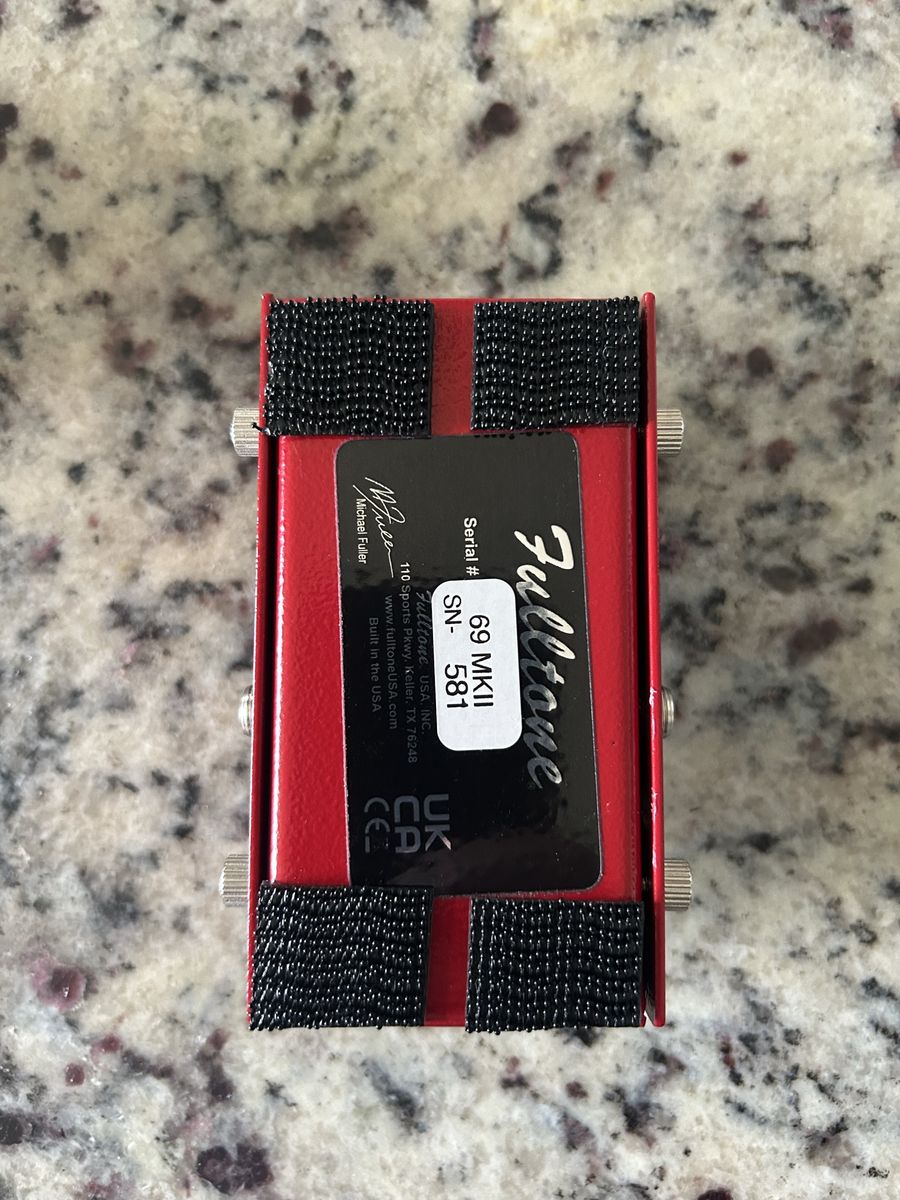 Fulltone
Serial #
69 MKII
SN- 581
Michael Fuller
Fulltone USA, INC.
110 Sports Pkwy, Keller, TX 76248
www.fulltoneUSA.com
Built in the USA
UK
CA
CE